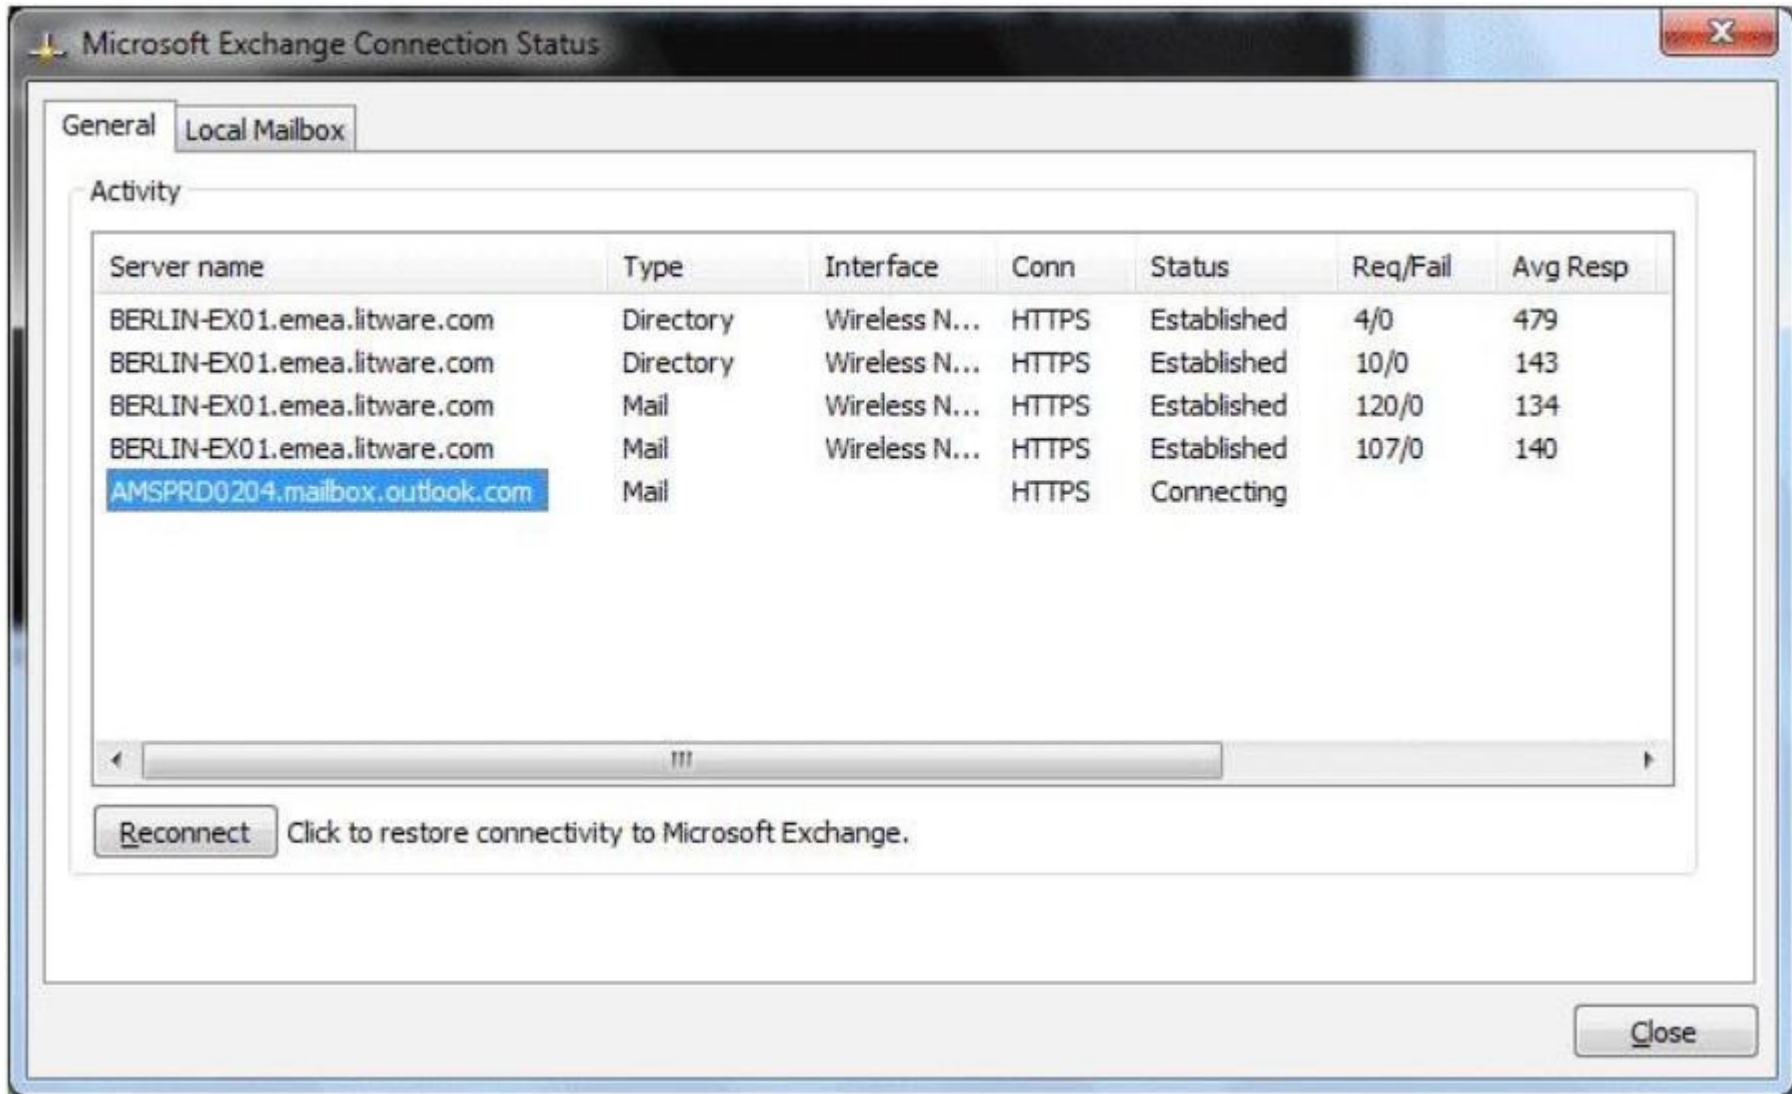 Microsoft Exchange Connection Status
General Local Mailbox
Activity
Server name Type Interface Conn Status Req/Fail Avg Resp
BERLIN-EX01.emea.litware.com Directory Wireless N... HTTPS Established 4/0 479
BERLIN-EX01.emea.litware.com Directory Wireless N... HTTPS Established 10/0 143
BERLIN-EX01.emea.litware.com Mail Wireless N... HTTPS Established 120/0 134
BERLIN-EX01.emea.litware.com Mail Wireless N... HTTPS Established 107/0 140
AMSPRD0204.mailbox.outlook.com Mail HTTPS Connecting
Reconnect Click to restore connectivity to Microsoft Exchange.
Close